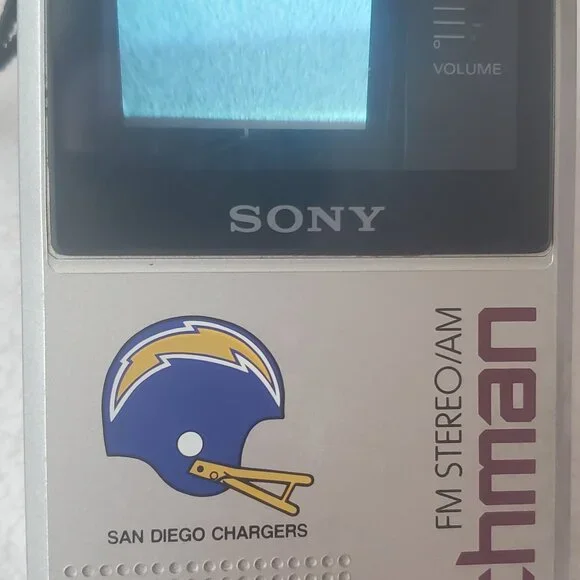 VOLUME
SONY
FM STEREO/AM
chman
SAN DIEGO CHARGERS